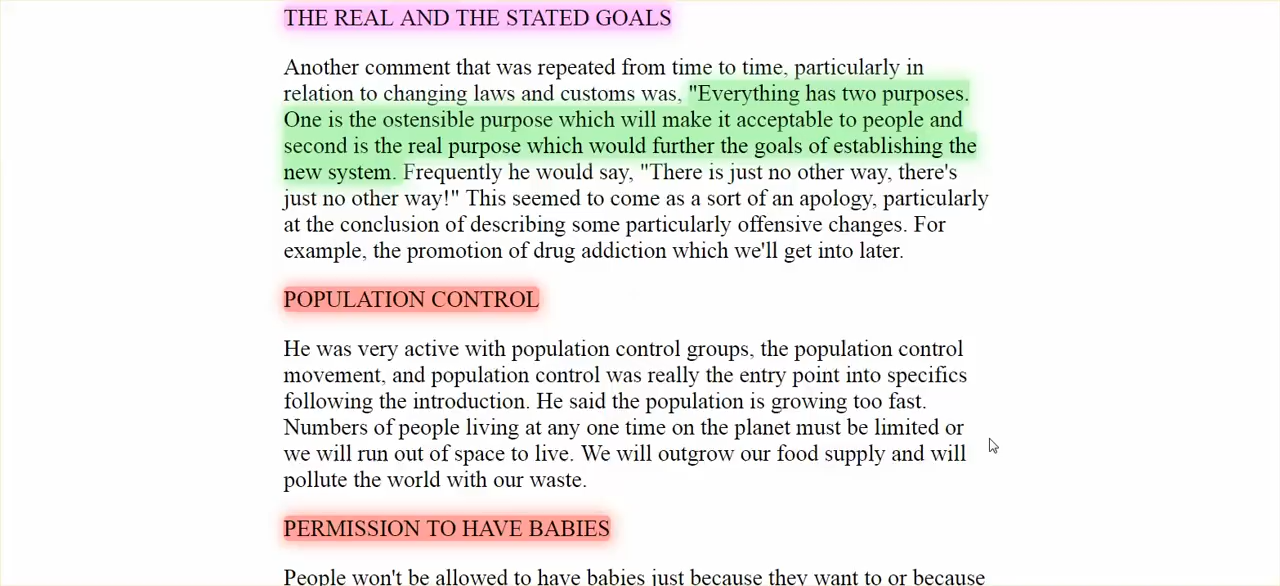 THE REAL AND THE STATED GOALS
Another comment that was repeated from time to time, particularly in
relation to changing laws and customs was, "Everything has two purposes.
One is the ostensible purpose which will make it acceptable to people and
second is the real purpose which would further the goals of establishing the
new system. Frequently he would say, "There is just no other way, there's
just no other way!" This seemed to come as a sort of an apology, particularly
at the conclusion of describing some particularly offensive changes. For
example, the promotion of drug addiction which we'll get into later.
POPULATION CONTROL
He was very active with population control groups, the population control
movement, and population control was really the entry point into specifics
following the introduction. He said the population is growing too fast.
Numbers of people living at any one time on the planet must be limited or
we will run out of space to live. We will outgrow our food supply and will
pollute the world with our waste.
PERMISSION TO HAVE BABIES
People won't be allowed to have babies just because they want to or because